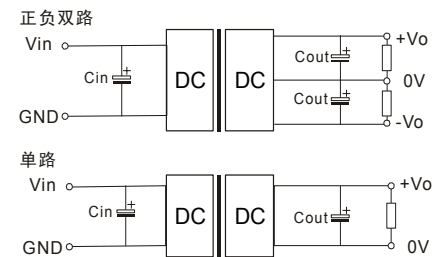 正负双路
Vin
+Vo
Cout
+
Cin
+
DC
DC
0V
Cout
+
GND
-Vo
单路
Vin
+Vo
Cin
+
DC
DC
Cout
+
GND
0V